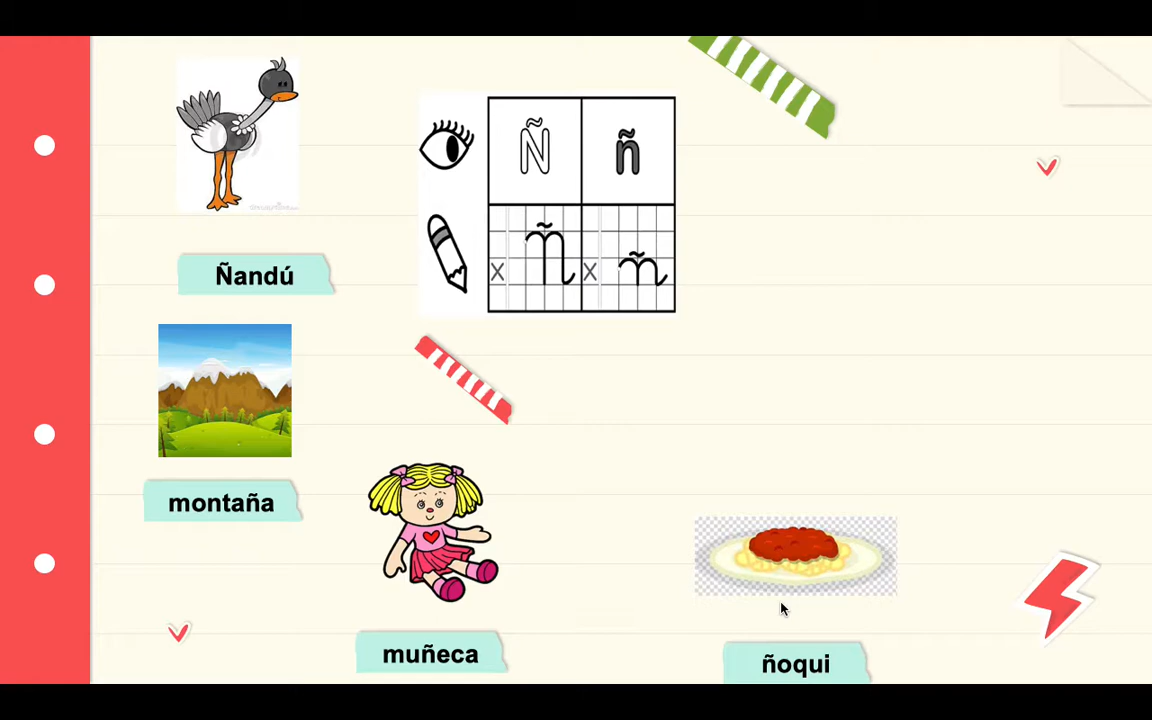 Ñ ñ
x Ñ x ñ
Ñandú
montaña
muñeca
ñoqui